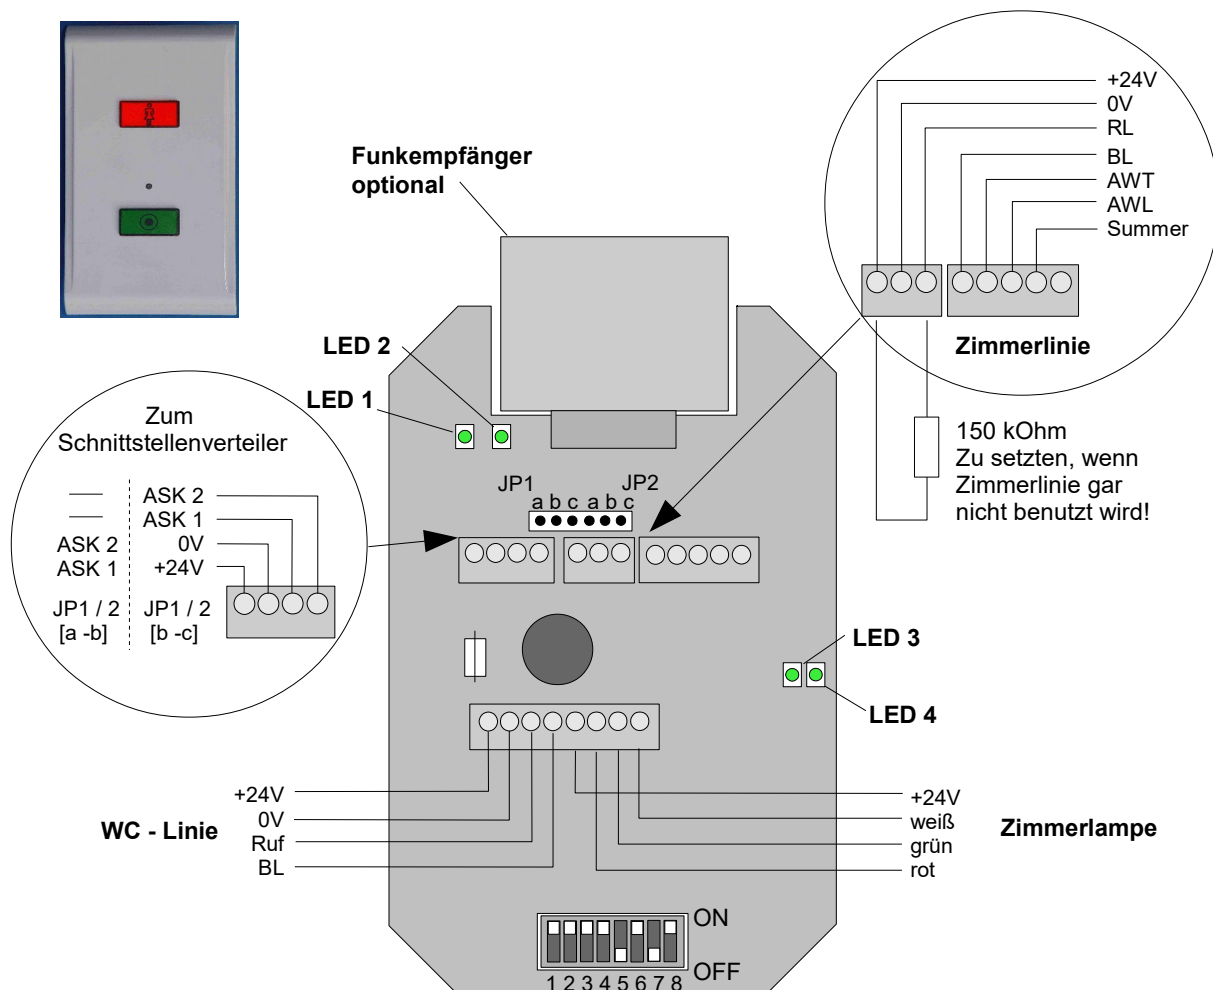 +24V
0V
RL
BL
AWT
AWL
Summer
Zimmerlinie
Funkempfänger
optional
LED 2
LED 1
150 kOhm
Zu setzten, wenn
Zimmerlinie gar
nicht benutzt wird!
Zum
Schnittstellenverteiler
ASK 2
ASK 1
ASK 2 0V
ASK 1 +24V
JP1 / 2 JP1 / 2
[a -b] [b -c]
JP1 JP2
a b c a b c
LED 3
LED 4
WC - Linie
+24V
0V
Ruf
BL
+24V
weiß
grün
rot
Zimmerlampe
ON
OFF
1 2 3 4 5 6 7 8